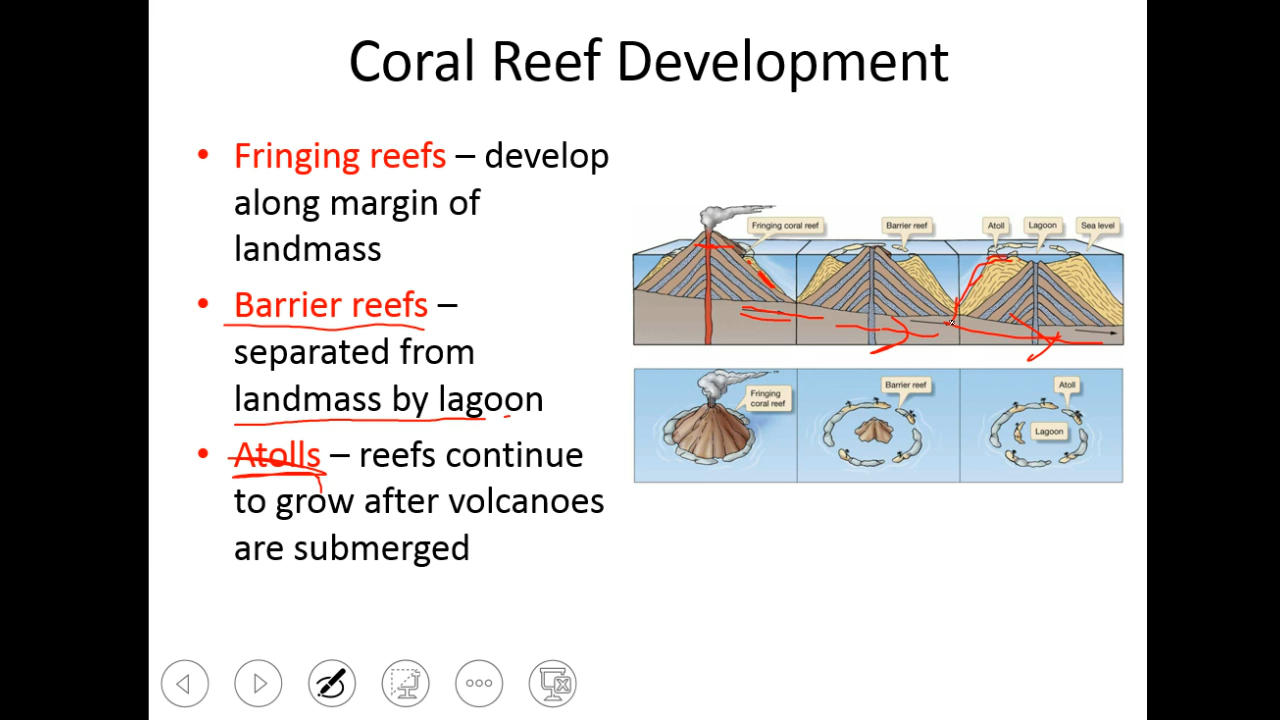 Coral Reef Development
• Fringing reefs – develop
along margin of
landmass
• Barrier reefs –
separated from
landmass by lagoon
• Atolls – reefs continue
to grow after volcanoes
are submerged
Fringing coral reef
Barrier reef
Atoll
Lagoon
Sea level
Fringing
coral reef
Barrier reef
Atoll
Lagoon